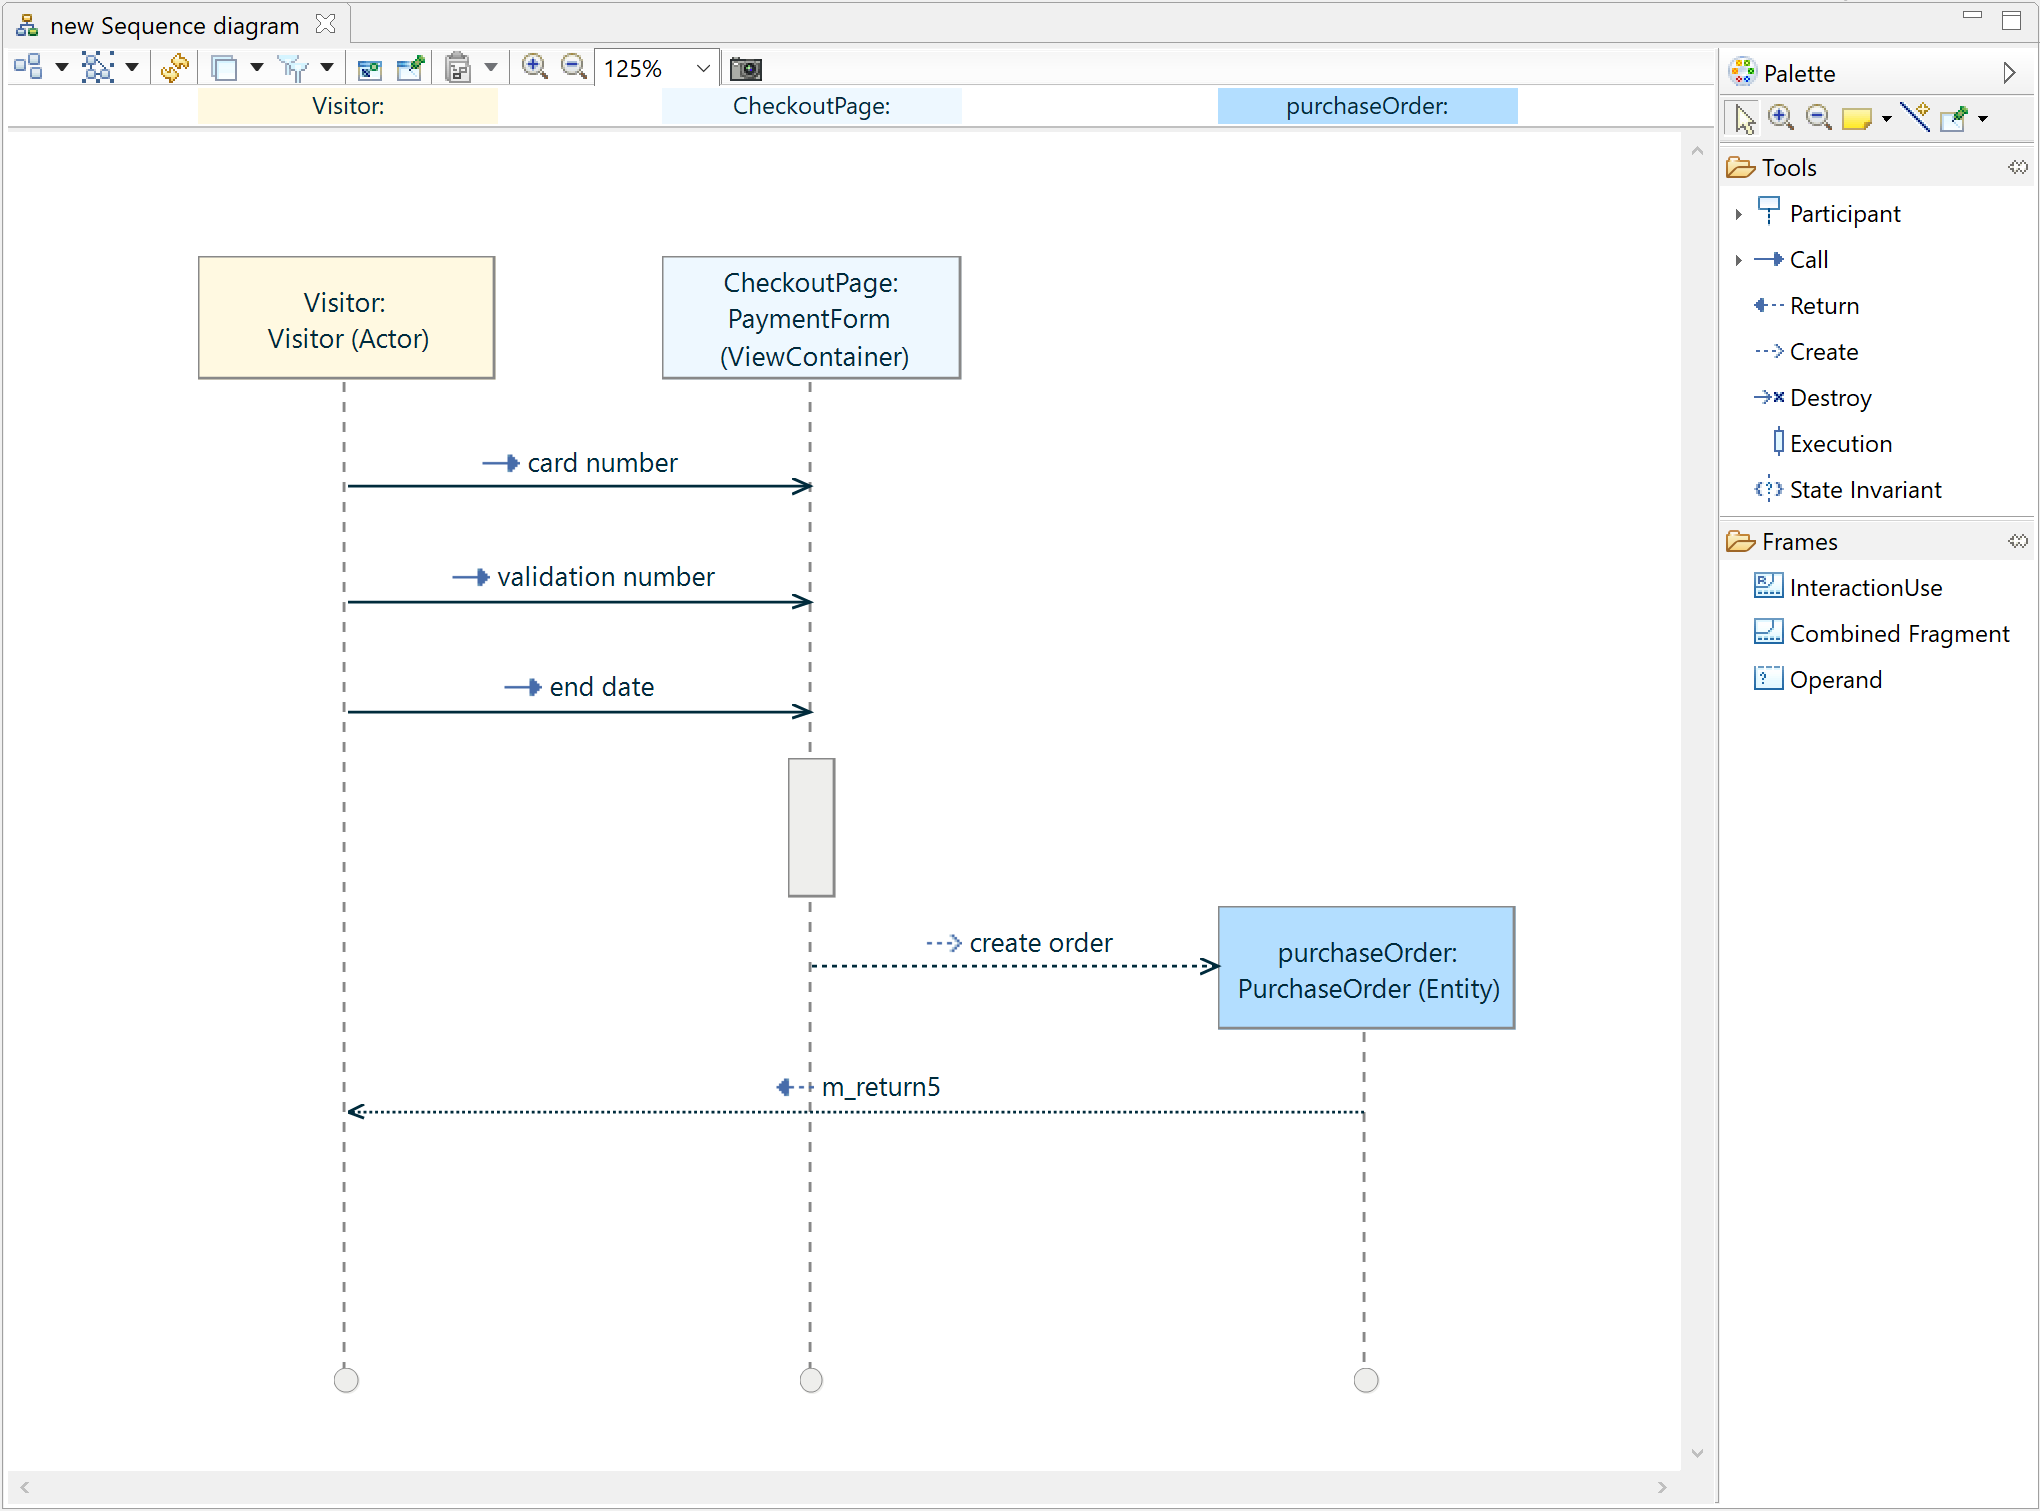 new Sequence diagram
125%
Visitor:
CheckoutPage:
purchaseOrder:
Visitor:
Visitor (Actor)
CheckoutPage:
PaymentForm
(ViewContainer)
card number
validation number
end date
create order
purchaseOrder:
PurchaseOrder (Entity)
m_return5
Palette
Tools
Participant
Call
Return
Create
Destroy
Execution
State Invariant
Frames
InteractionUse
Combined Fragment
Operand